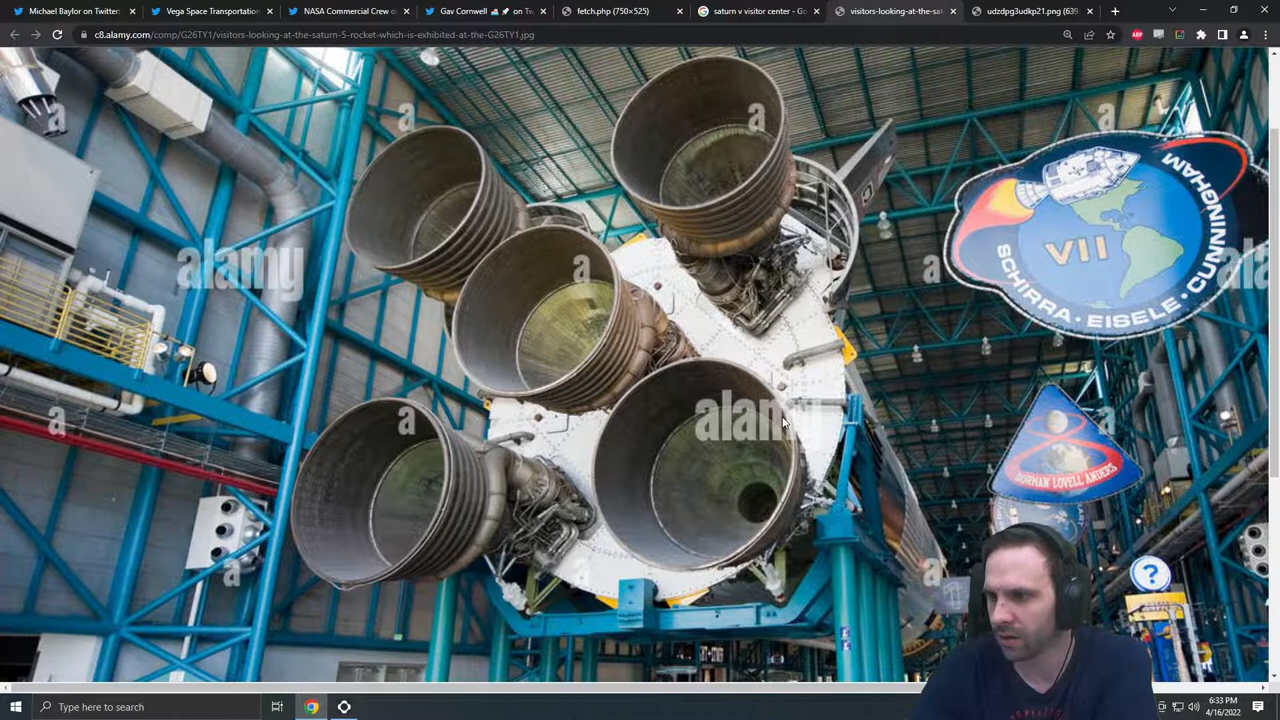 Michael Baylor on Twitter:
Vega Space Transportation
NASA Commercial Crew o
Gav Cornwell on Tw
fetch.php (750×525)
saturn v visitor center - Go
visitors-looking-at-the-sat
udzdpg3udkp21.png (639
c8.alamy.com/comp/G26TY1/visitors-looking-at-the-saturn-5-rocket-which-is-exhibited-at-the-G26TY1.jpg
ABP
a
a
a
a
alamy
VII
SCHIRRA · EISELE · CUNNINGHAM
alamy
a
a
BORMAN LOVELL ANDERS
a
?
Type here to search
6:33 PM
4/16/2022